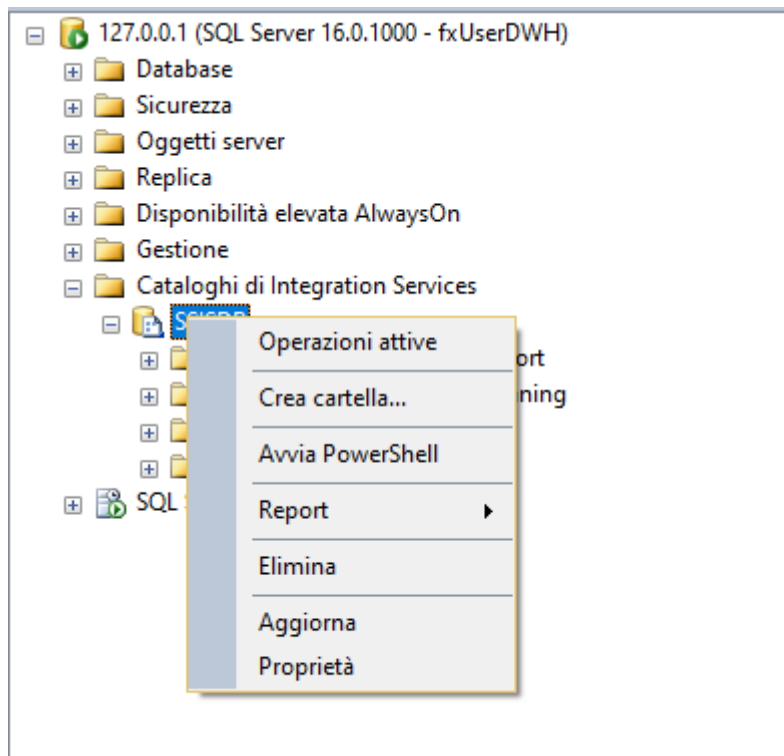 127.0.0.1 (SQL Server 16.0.1000 - fxUserDWH)
Database
Sicurezza
Oggetti server
Replica
Disponibilità elevata AlwaysOn
Gestione
Cataloghi di Integration Services
SSISDB
Operazioni attive
ort
Crea cartella...
ning
Avvia PowerShell
Report
SQL
Elimina
Aggiorna
Proprietà